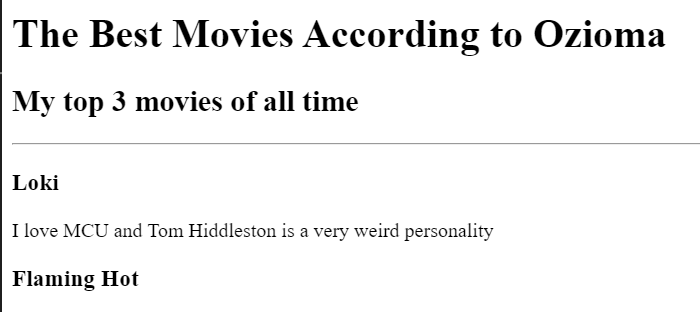 The Best Movies According to Ozioma
My top 3 movies of all time
Loki
I love MCU and Tom Hiddleston is a very weird personality
Flaming Hot